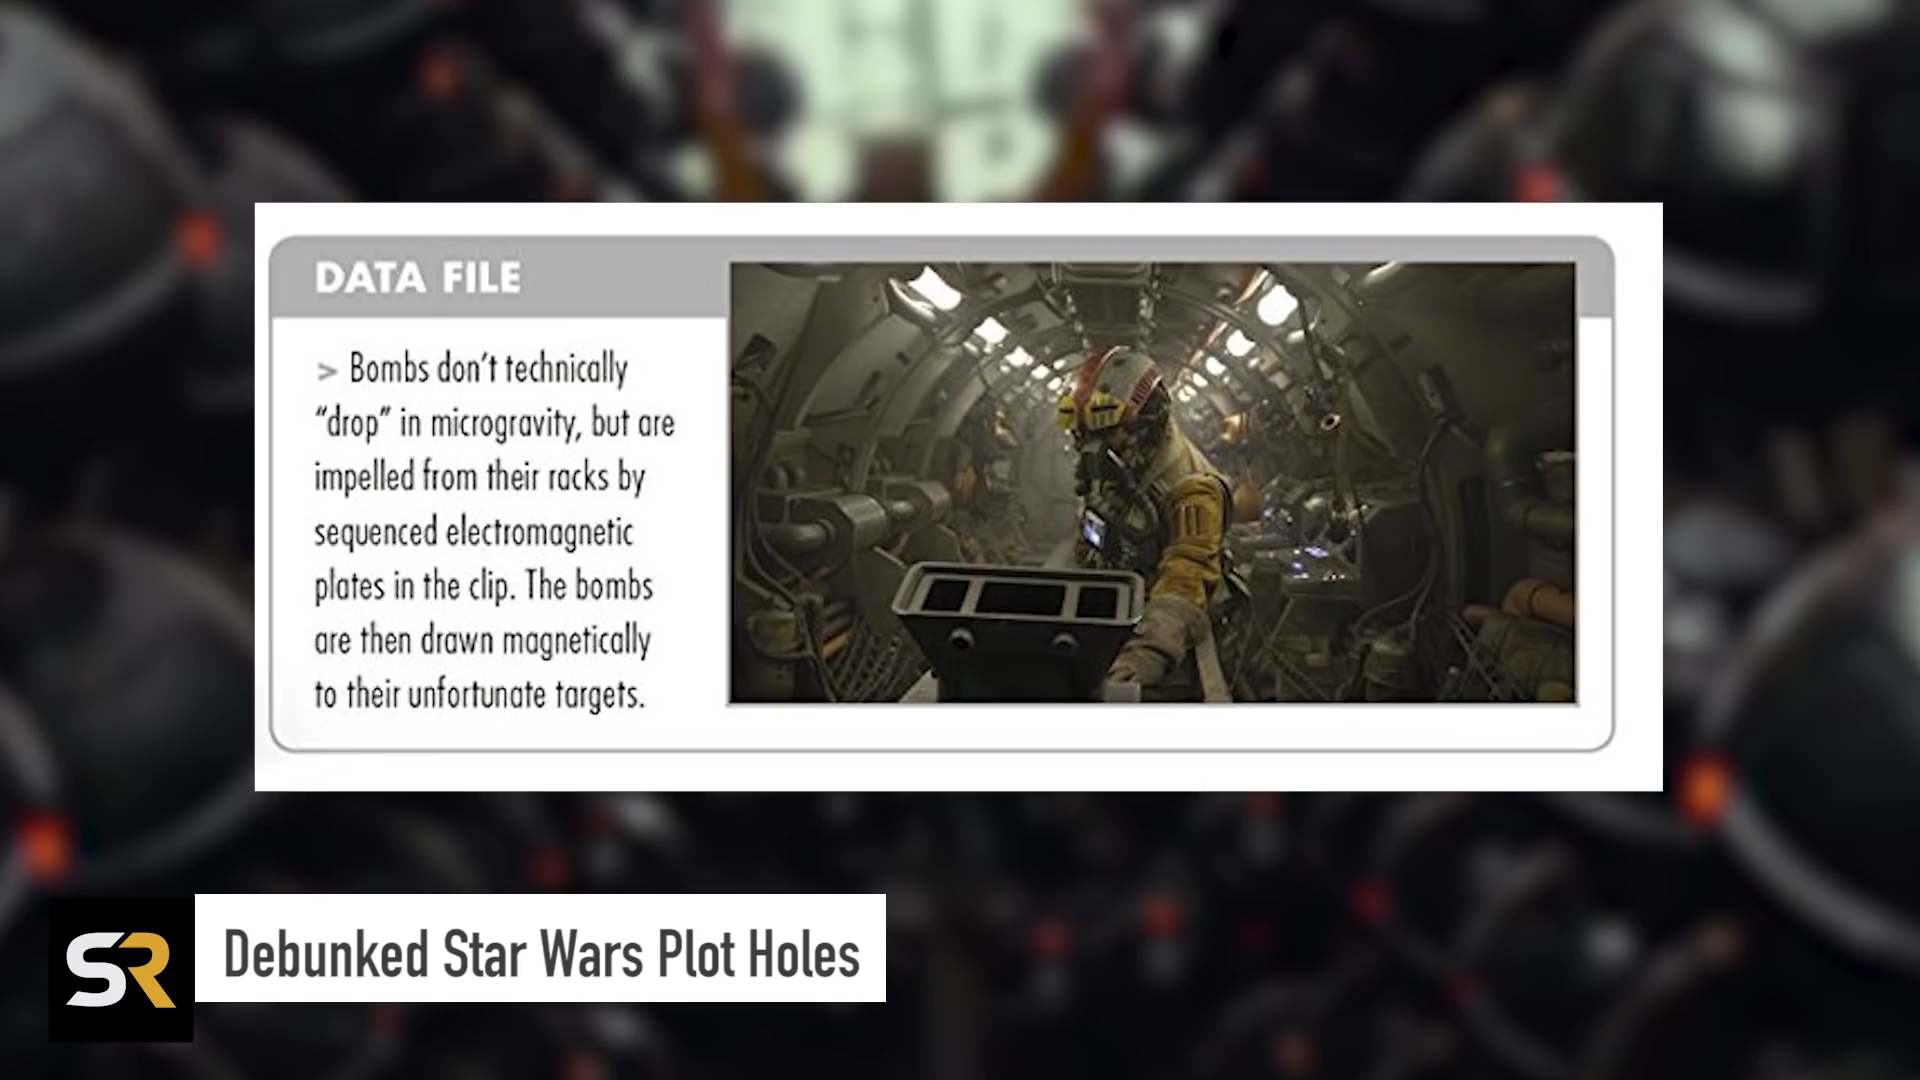 DATA FILE
> Bombs don't technically
“drop” in microgravity, but are
impelled from their racks by
sequenced electromagnetic
plates in the clip. The bombs
are then drawn magnetically
to their unfortunate targets.
SR
Debunked Star Wars Plot Holes